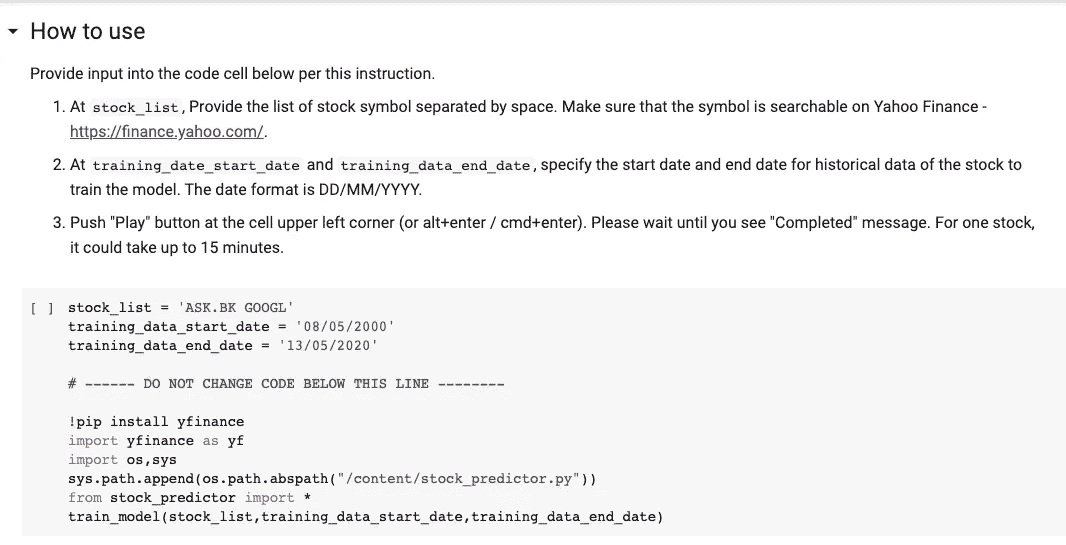 How to use
Provide input into the code cell below per this instruction.
1. At stock_list, Provide the list of stock symbol separated by space. Make sure that the symbol is searchable on Yahoo Finance -
https://finance.yahoo.com/.
2. At training_date_start_date and training_data_end_date, specify the start date and end date for historical data of the stock to
train the model. The date format is DD/MM/YYYY.
3. Push "Play" button at the cell upper left corner (or alt+enter / cmd+enter). Please wait until you see "Completed" message. For one stock,
it could take up to 15 minutes.
[ ] stock_list = 'ASK.BK GOOGL'
training_data_start_date = '08/05/2000'
training_data_end_date = '13/05/2020'
# ------ DO NOT CHANGE CODE BELOW THIS LINE --------
!pip install yfinance
import yfinance as yf
import os,sys
sys.path.append(os.path.abspath("/content/stock_predictor.py"))
from stock_predictor import *
train_model(stock_list,training_data_start_date,training_data_end_date)